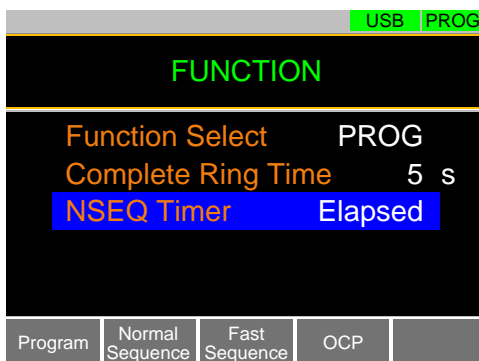 USB PROG
FUNCTION
Function Select PROG
Complete Ring Time 5 s
NSEQ Timer Elapsed
Program Normal Sequence Fast Sequence OCP